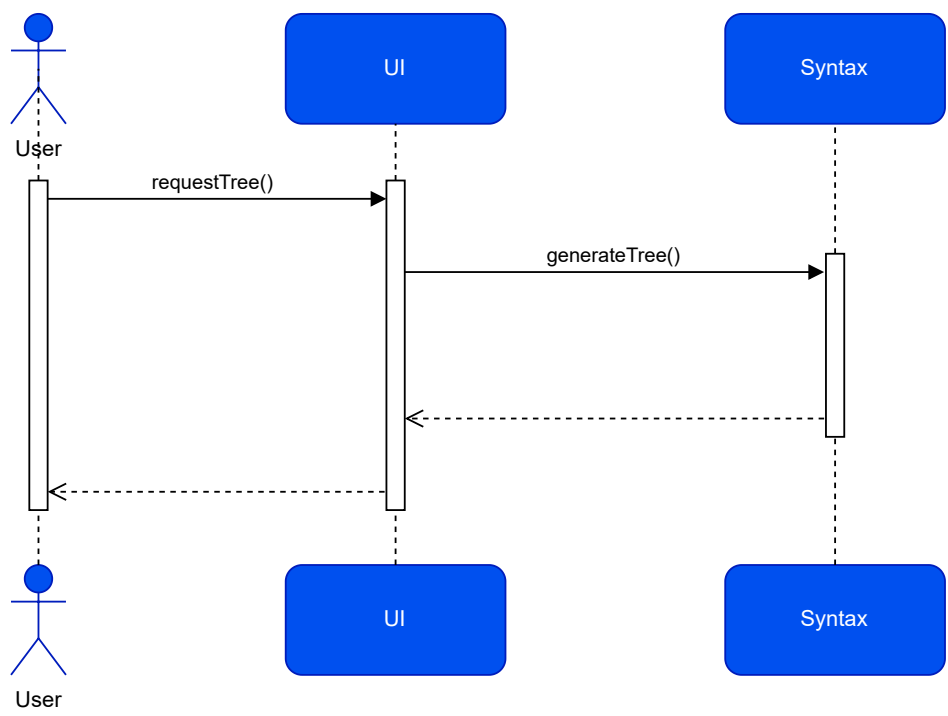 UI
Syntax
User
requestTree()
generateTree()
UI
Syntax
User